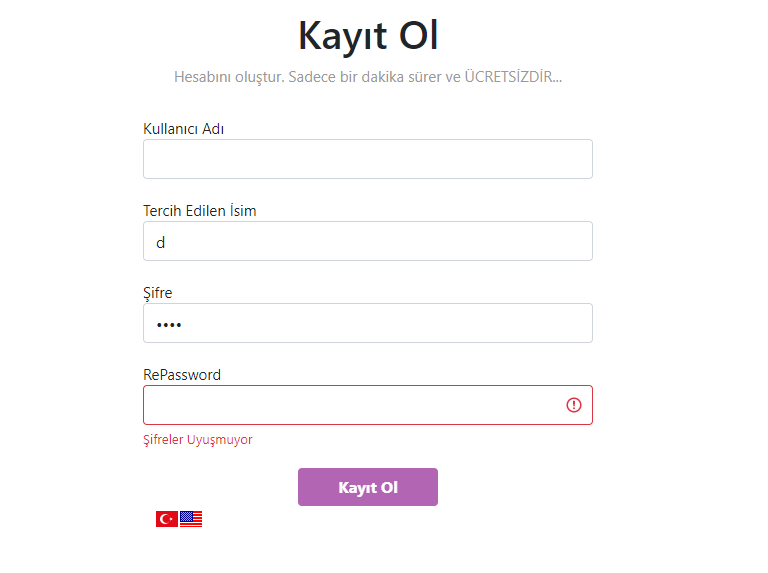 Kayıt Ol
Hesabını oluştur. Sadece bir dakika sürer ve ÜCRETSİZDİR...
Kullanıcı Adı
Tercih Edilen İsim
d
Şifre
••••
RePassword
Şifreler Uyuşmuyor
Kayıt Ol